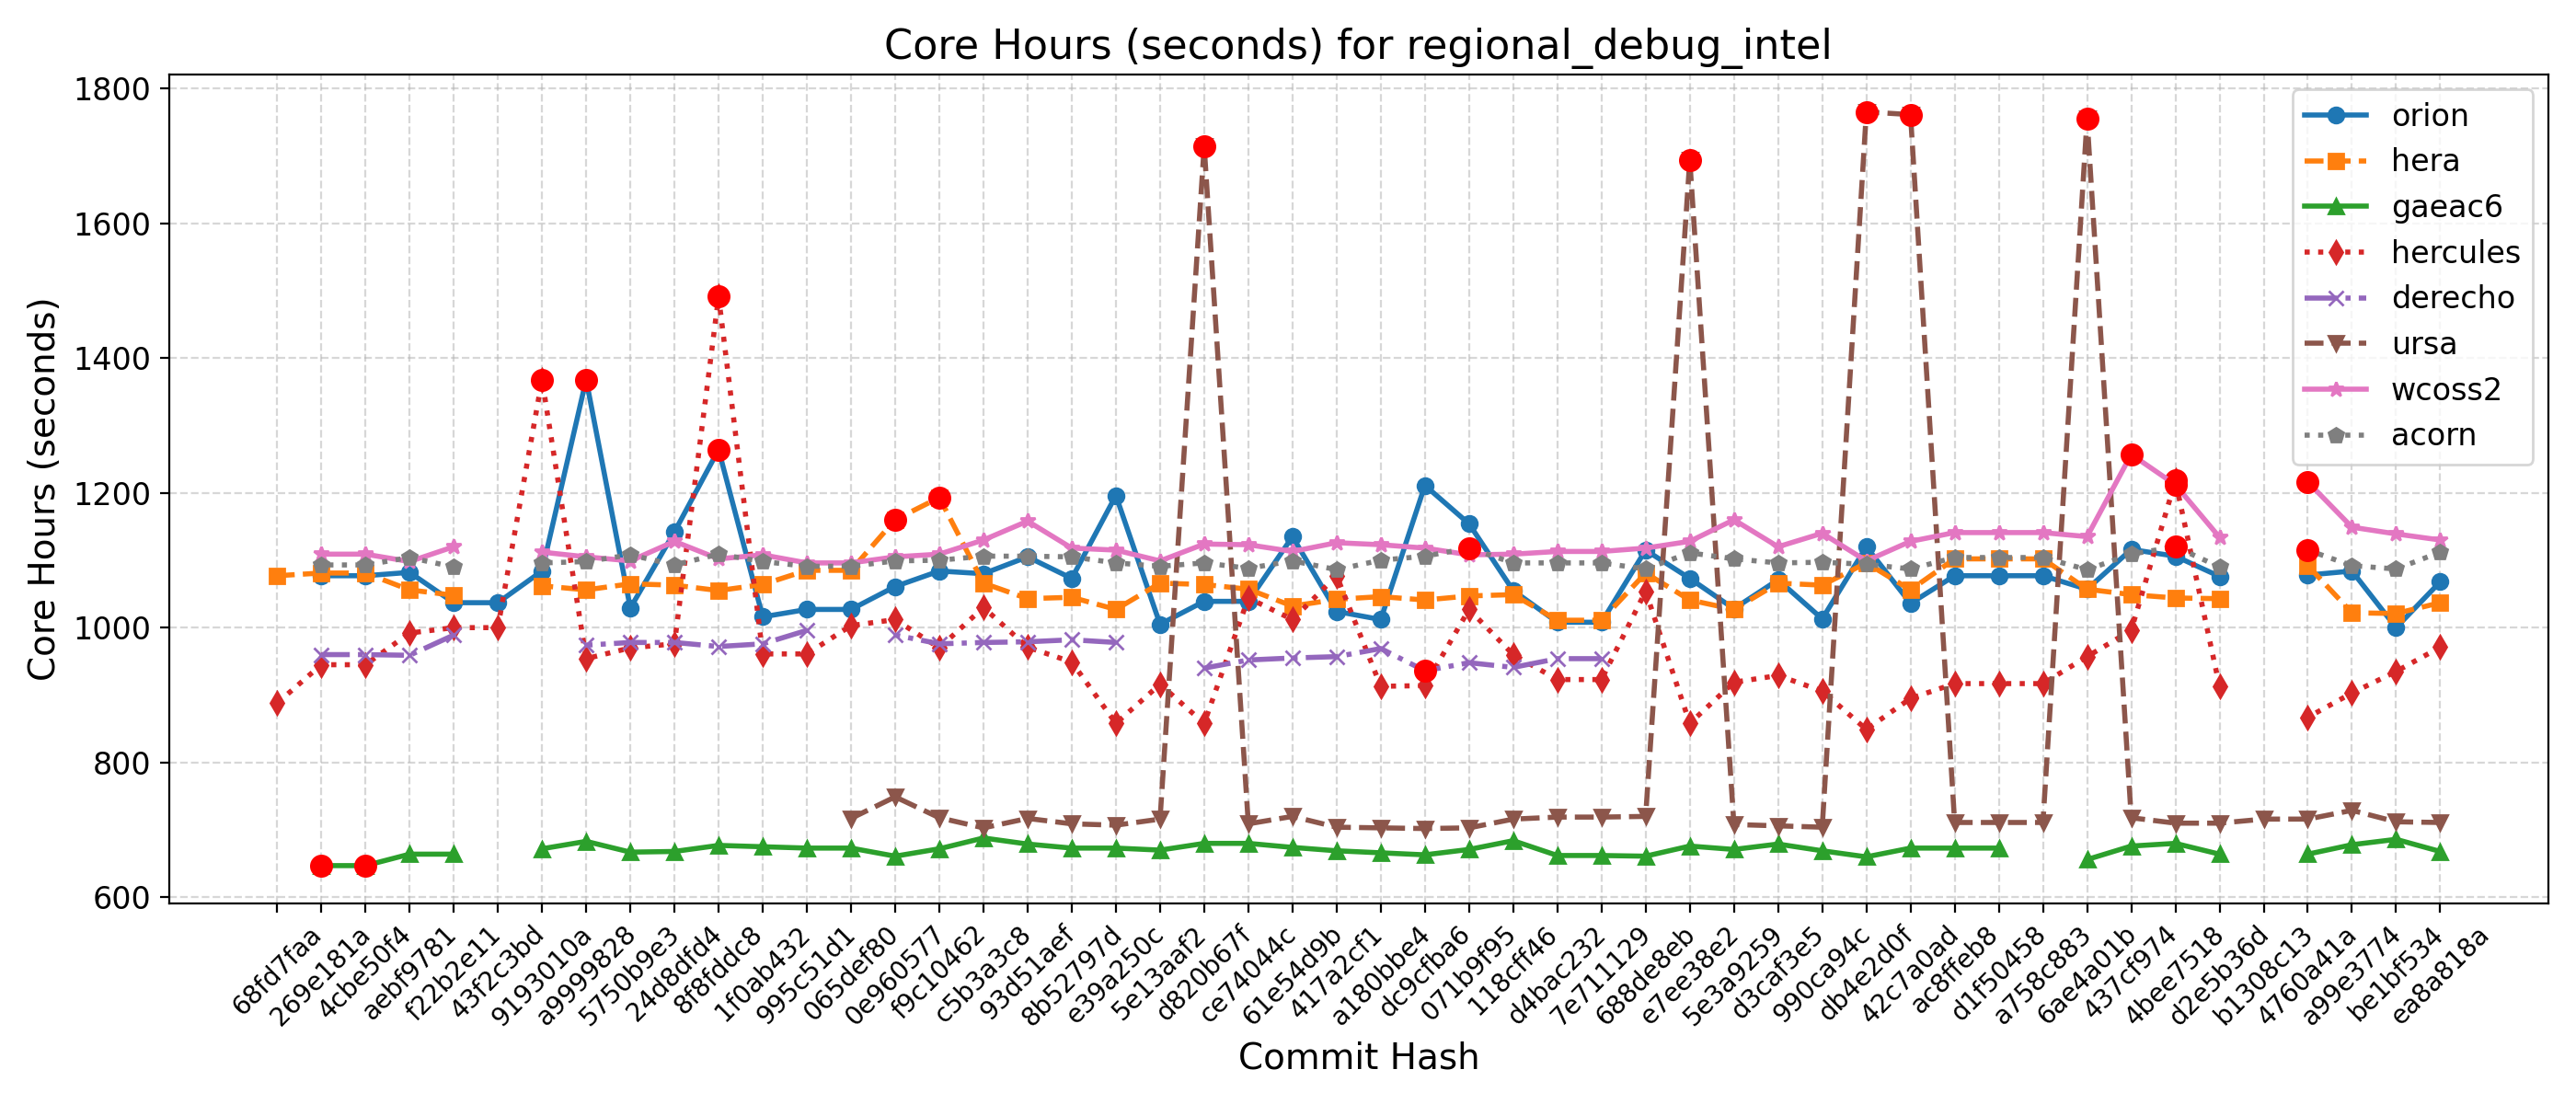 Core Hours (seconds) for regional_debug_intel
Core Hours (seconds)
1800
1600
1400
1200
1000
800
600
orion
hera
gaeac6
hercules
derecho
ursa
wcoss2
acorn
68fd7faa
269e181a
4cbe50f4
aebf9781
f22b2e11
43f2c3bd
9193010a
a9999828
5750b9e3
24d8dfd4
8f8fddc8
1f0ab432
995c51d1
065def80
0e960577
f9c10462
c5b3a3c8
93d51aef
8b52797d
e39a250c
5e13aaf2
d820b67f
ce74044c
61e54d9b
417a2cf1
a180bbe4
dc9cfba6
071b9f95
118cff46
d4bac232
7e711129
688de8eb
e7ee38e2
5e3a9259
d3caf3e5
990ca94c
db4e2d0f
42c7a0ad
ac8ffeb8
d1f50458
a758c883
6ae4a01b
437cf974
4bee7518
d2e5b36d
b1308c13
4760a41a
a99e3774
be1bf534
ea8a818a
Commit Hash